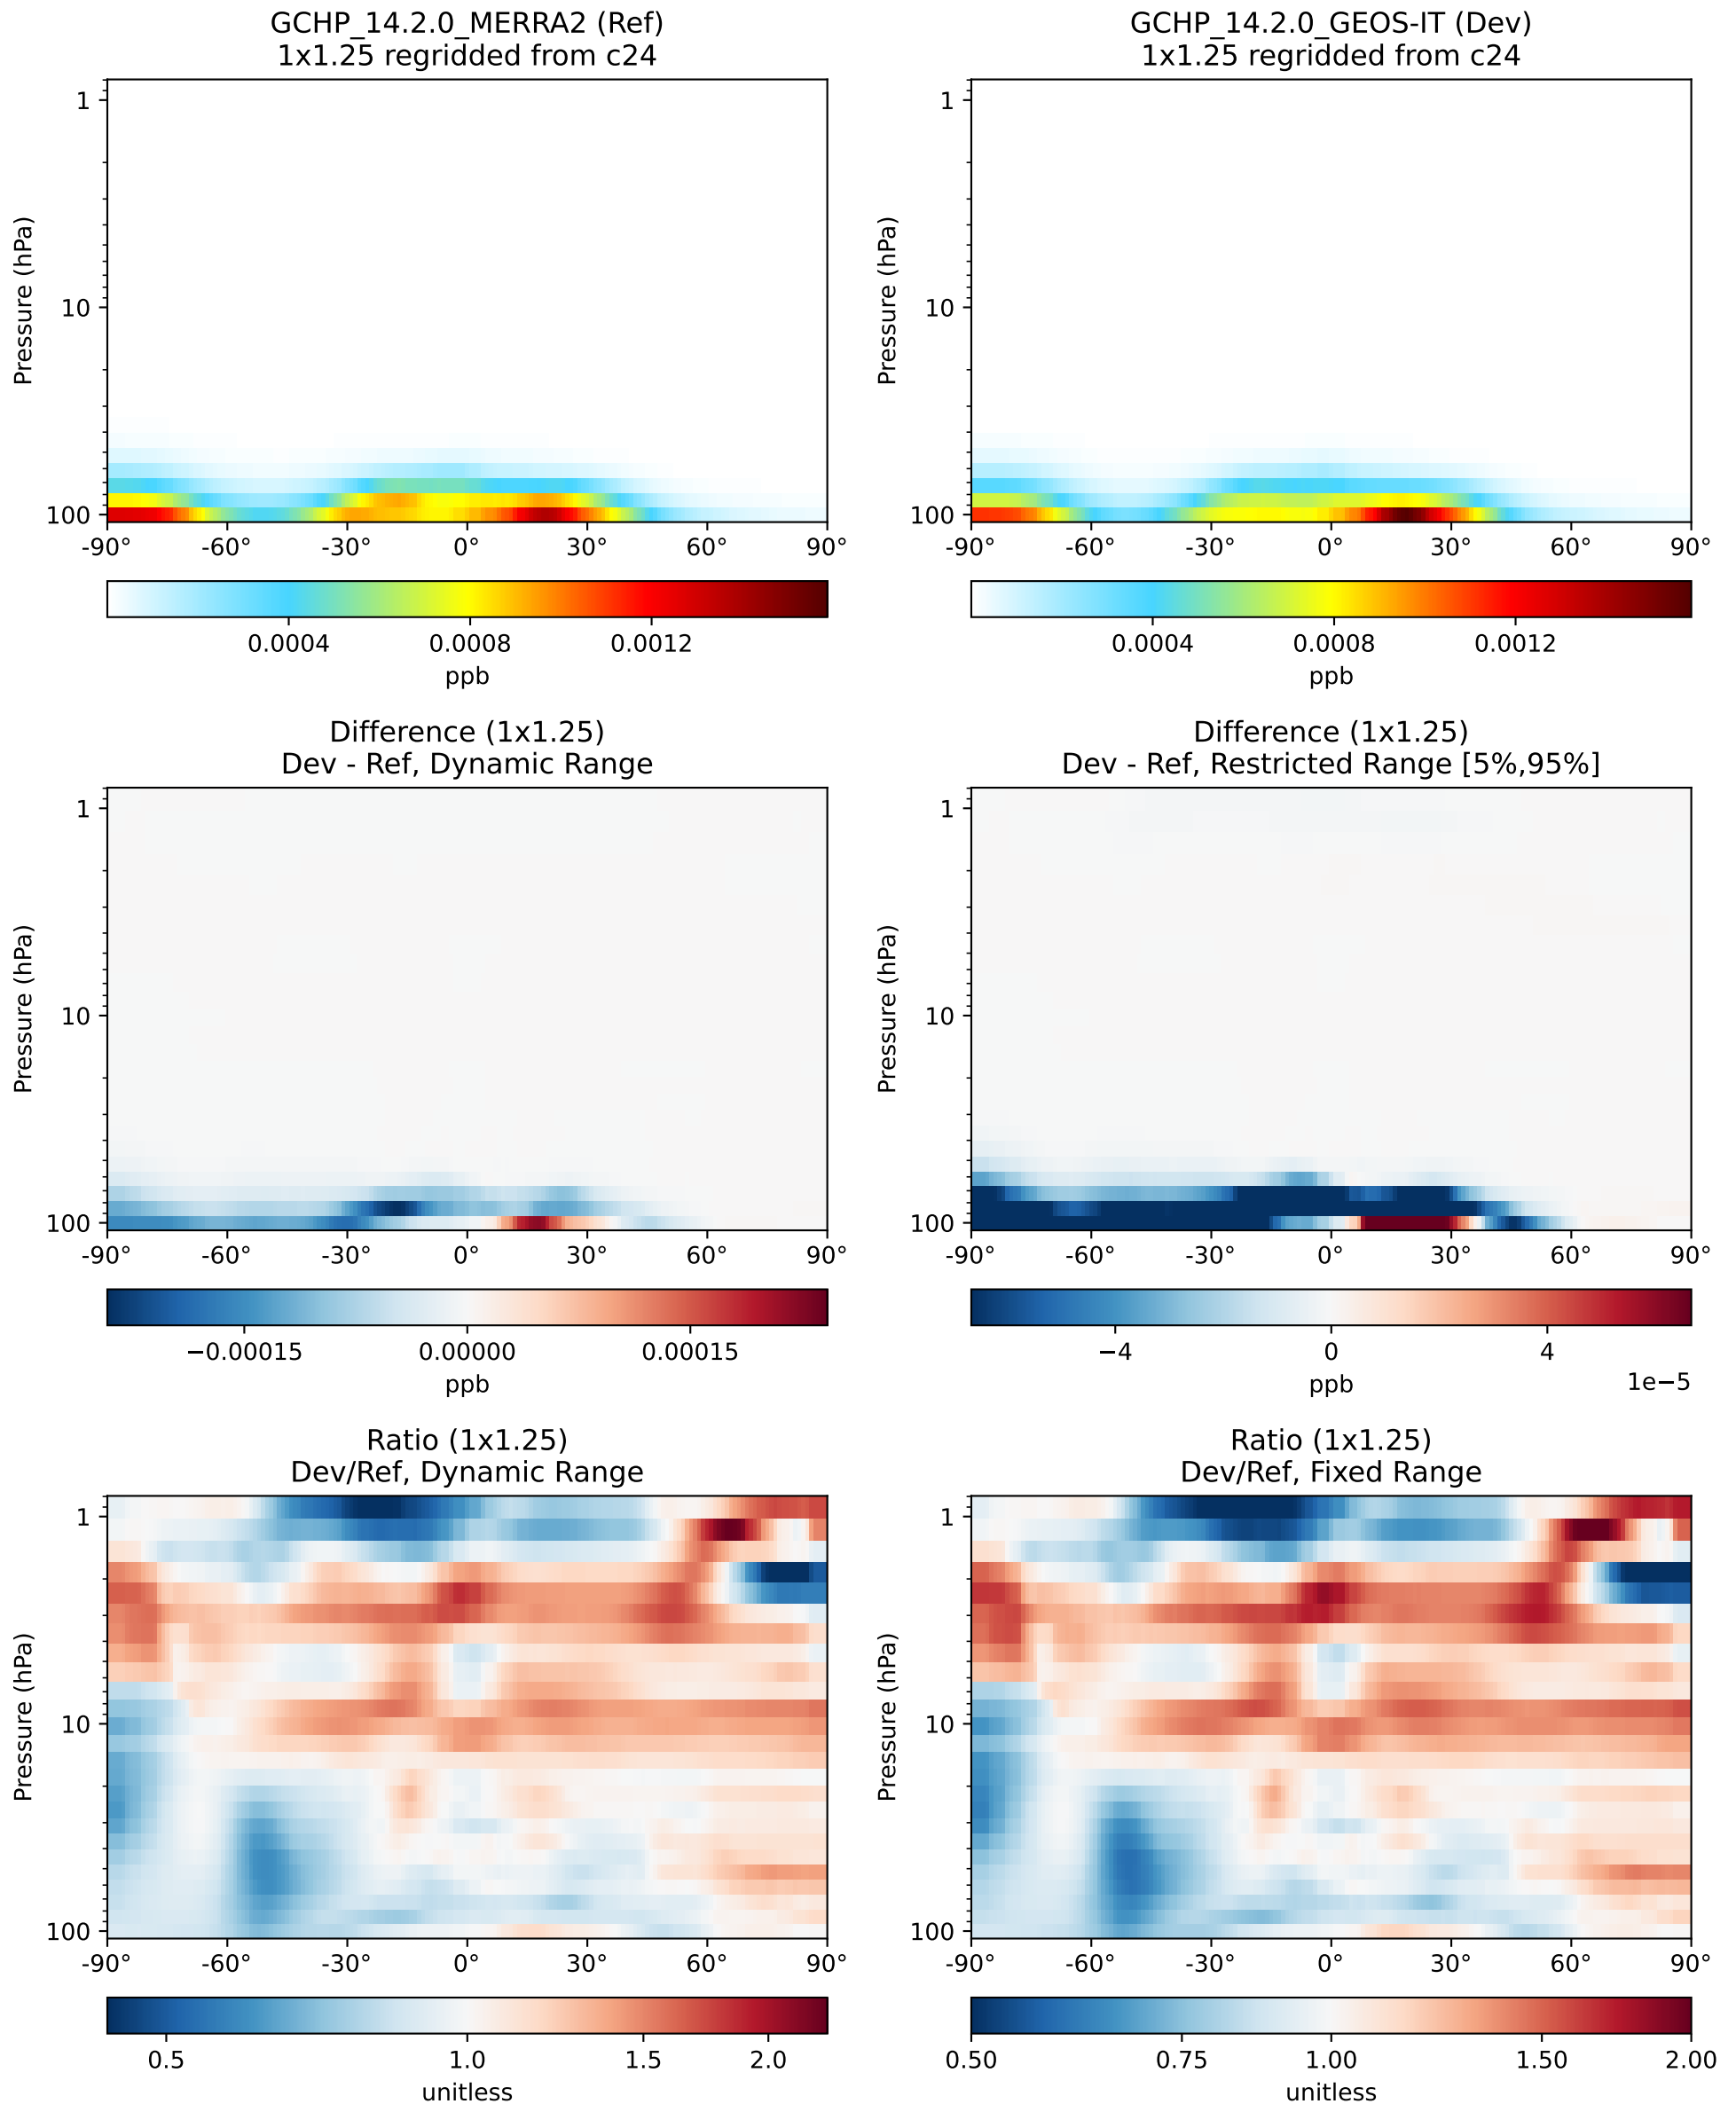 GCHP_14.2.0_MERRA2 (Ref)
1x1.25 regridded from c24
Pressure (hPa)
1
10
100
-90° -60° -30° 0° 30° 60° 90°
0.0004 0.0008 0.0012
ppb
GCHP_14.2.0_GEOS-IT (Dev)
1x1.25 regridded from c24
Pressure (hPa)
1
10
100
-90° -60° -30° 0° 30° 60° 90°
0.0004 0.0008 0.0012
ppb
Difference (1x1.25)
Dev - Ref, Dynamic Range
Pressure (hPa)
1
10
100
-90° -60° -30° 0° 30° 60° 90°
−0.00015 0.00000 0.00015
ppb
Difference (1x1.25)
Dev - Ref, Restricted Range [5%,95%]
Pressure (hPa)
1
10
100
-90° -60° -30° 0° 30° 60° 90°
−4 0 4
1e−5
ppb
Ratio (1x1.25)
Dev/Ref, Dynamic Range
Pressure (hPa)
1
10
100
-90° -60° -30° 0° 30° 60° 90°
0.5 1.0 1.5 2.0
unitless
Ratio (1x1.25)
Dev/Ref, Fixed Range
Pressure (hPa)
1
10
100
-90° -60° -30° 0° 30° 60° 90°
0.50 0.75 1.00 1.50 2.00
unitless